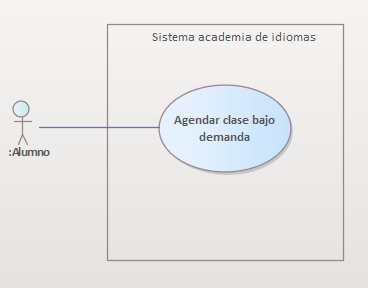 Sistema academia de idiomas
Agendar clase bajo
demanda
:Alumno